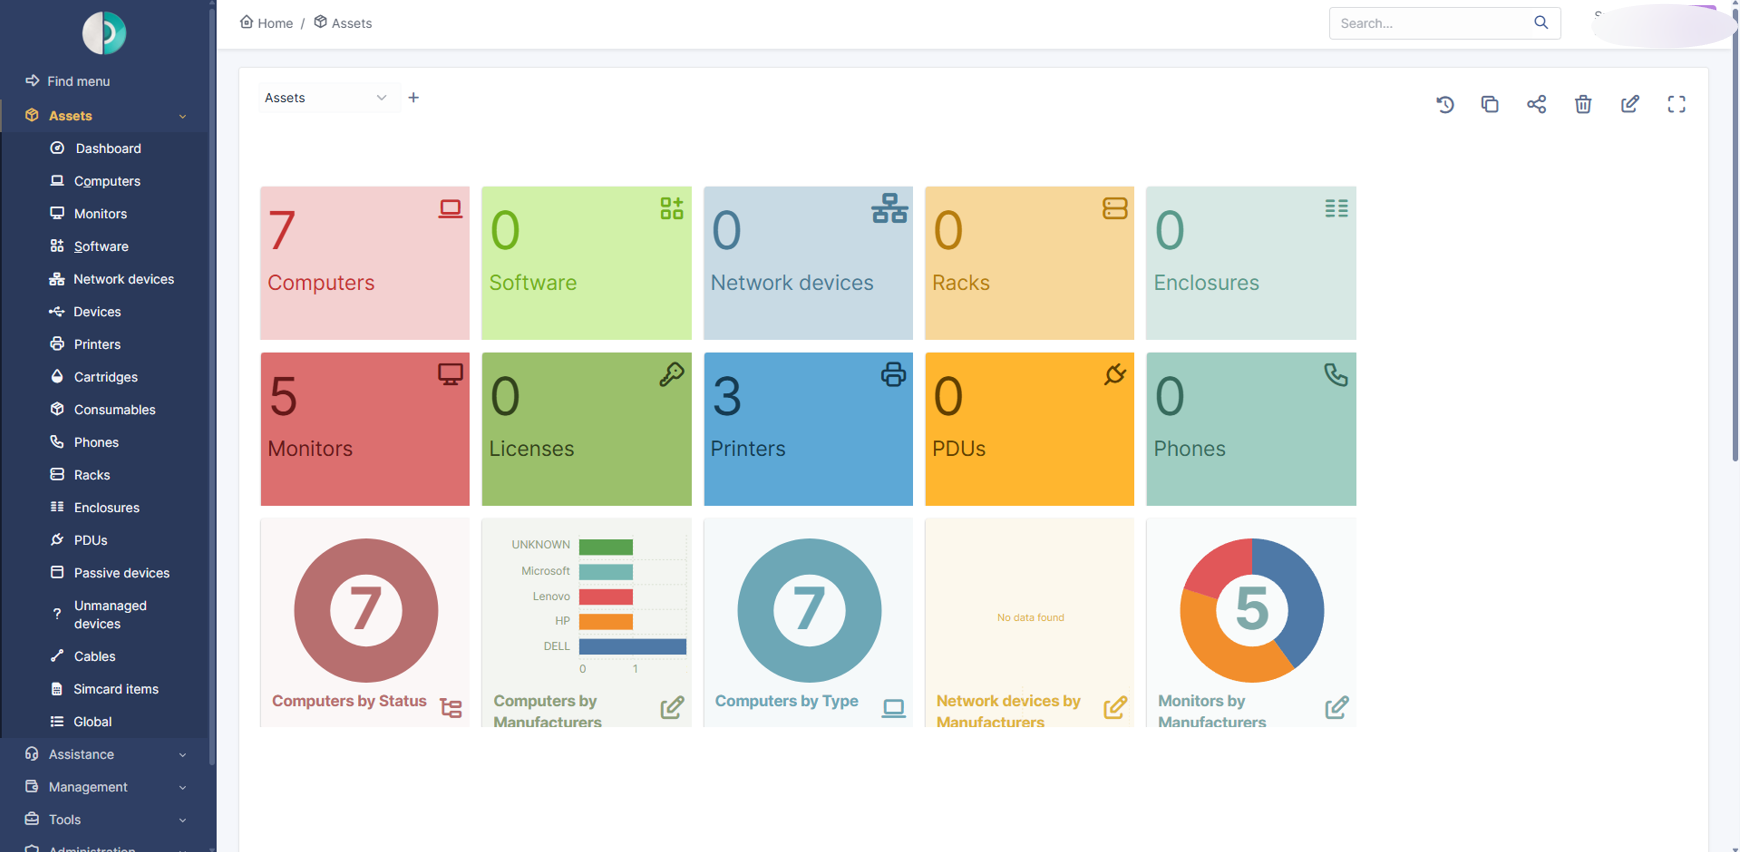 Home / Assets
Search...
Find menu
Assets
Dashboard
Computers
Monitors
Software
Network devices
Devices
Printers
Cartridges
Consumables
Phones
Racks
Enclosures
PDUs
Passive devices
Unmanaged
devices
Cables
Simcard items
Global
Assistance
Management
Tools
Administration
Assets
7
Computers
0
Software
0
Network devices
0
Racks
0
Enclosures
5
Monitors
0
Licenses
3
Printers
0
PDUs
0
Phones
7
Computers by Status
UNKNOWN
Microsoft
Lenovo
HP
DELL
0 1
Computers by
Manufacturers
7
Computers by Type
No data found
Network devices by
Manufacturers
5
Monitors by
Manufacturers